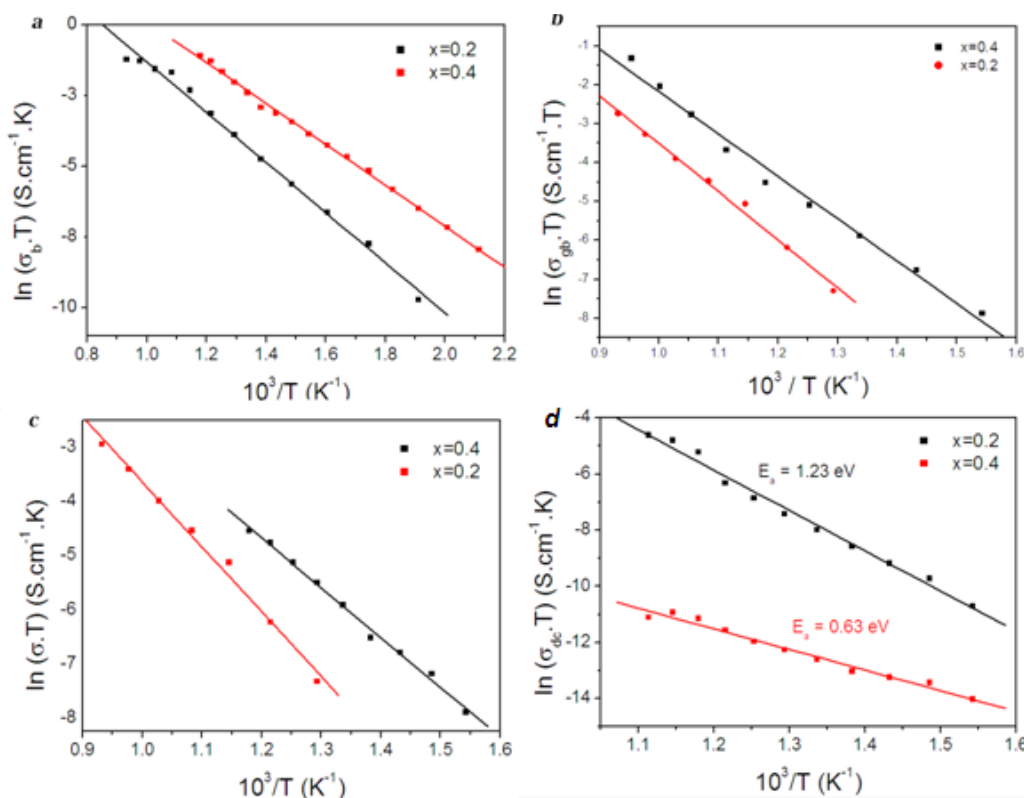 a
ln (σb.T) (S.cm-1.K)
0
-3
-5
-8
-10
x=0.2
x=0.4
0.8 1.0 1.2 1.4 1.6 1.8 2.0 2.2
10³/T (K-1)
b
ln (σgb.T) (S.cm-1.T)
-1
-2
-3
-4
-5
-6
-7
-8
x=0.4
x=0.2
0.9 1.0 1.1 1.2 1.3 1.4 1.5 1.6
10³ / T (K-1)
c
ln (σ.T) (S.cm-1.K)
-3
-4
-5
-6
-7
-8
x=0.4
x=0.2
0.9 1.0 1.1 1.2 1.3 1.4 1.5 1.6
10³/T (K-1)
d
ln (σdc.T) (S.cm-1.K)
-4
-6
-8
-10
-12
-14
x=0.2
x=0.4
Ea = 1.23 eV
Ea = 0.63 eV
1.1 1.2 1.3 1.4 1.5 1.6
10³/T (K-1)